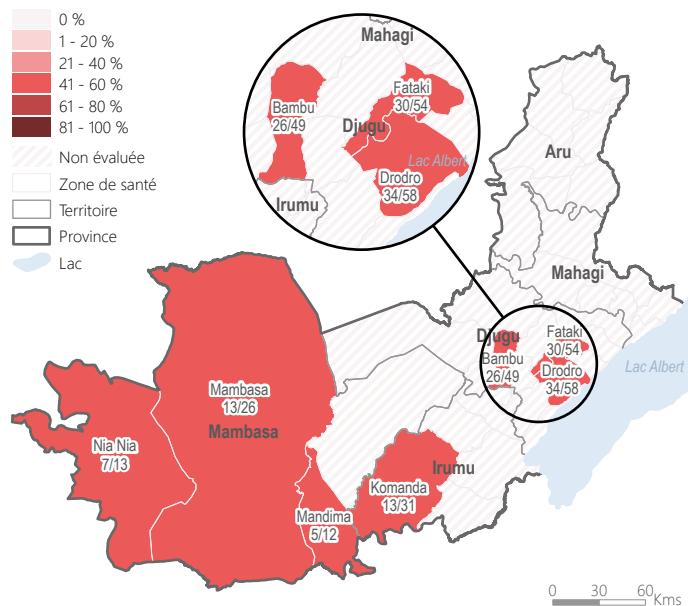 0 %
1 - 20 %
21 - 40 %
41 - 60 %
61 - 80 %
81 - 100 %
Non évaluée
Zone de santé
Territoire
Province
Lac
Mahagi
Bambu
26/49
Fataki
30/54
Djugu
Lac Albert
Drodro
34/58
Irumu
Aru
Mahagi
Djugu
Bambu
26/49
Fataki
30/54
Drodro
34/58
Lac Albert
Mambasa
13/26
Mambasa
Nia Nia
7/13
Irumu
Komanda
13/31
Mandima
5/12
0 30 60
Kms